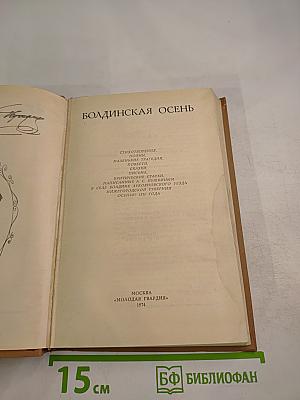 БОЛДИНСКАЯ ОСЕНЬ
СТИХОТВОРЕНИЯ,
ПОЭМЫ,
МАЛЕНЬКИЕ ТРАГЕДИИ,
ПОВЕСТИ,
СКАЗКИ,
ПИСЬМА,
КРИТИЧЕСКИЕ СТАТЬИ,
НАПИСАННЫЕ А. С. ПУШКИНЫМ
В СЕЛЕ БОЛДИНЕ ЛУКОЯНОВСКОГО УЕЗДА
НИЖЕГОРОДСКОЙ ГУБЕРНИИ
ОСЕНЬЮ 1830 ГОДА
МОСКВА
«МОЛОДАЯ ГВАРДИЯ»
1974
15 см
БФ БИБЛИОФАН